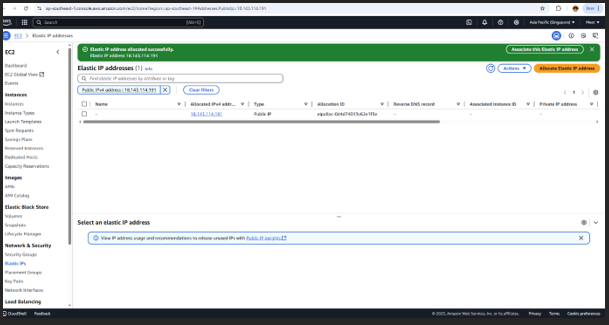 ap-southeast-1.console.aws.amazon.com/ec2/home?region=ap-southeast-1#Addresses:PublicIp=18.143.114.191
aws
Search
[Alt+S]
Asia Pacific (Singapore)
EC2 > Elastic IP addresses
EC2
Dashboard
EC2 Global View
Events
Instances
Instances
Instance Types
Launch Templates
Spot Requests
Savings Plans
Reserved Instances
Dedicated Hosts
Capacity Reservations
Images
AMIs
AMI Catalog
Elastic Block Store
Volumes
Snapshots
Lifecycle Manager
Network & Security
Security Groups
Elastic IPs
Placement Groups
Key Pairs
Network Interfaces
Load Balancing
Elastic IP address allocated successfully.
Elastic IP address 18.143.114.191
Associate this Elastic IP address
Elastic IP addresses (1) Info
Actions
Allocate Elastic IP address
Find elastic IP addresses by attribute or tag
Public IPv4 address : 18.143.114.191
Clear filters
1
Name
Allocated IPv4 addr...
Type
Allocation ID
Reverse DNS record
Associated instance ID
Private IP address
-
18.143.114.191
Public IP
-
-
-
Select an elastic IP address
View IP address usage and recommendations to release unused IPs with Public IP insights
CloudShell Feedback
© 2025, Amazon Web Services, Inc. or its affiliates. Privacy Terms Cookie preferences